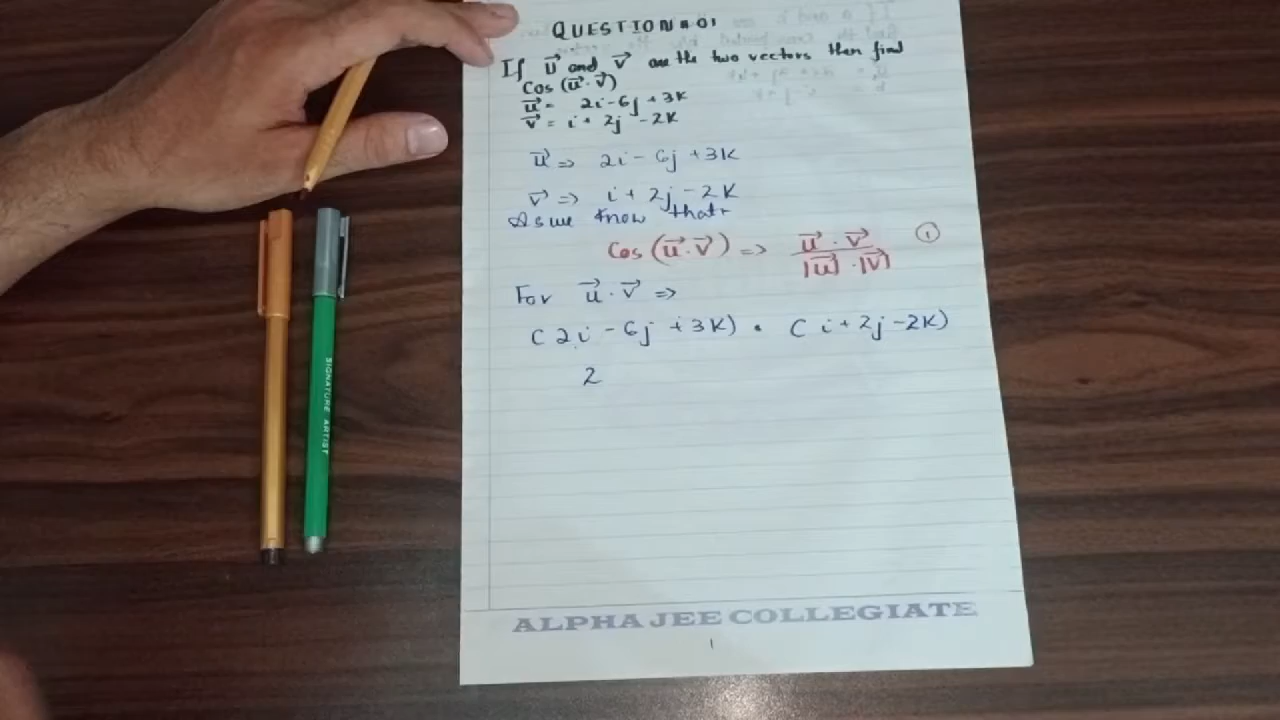 QUESTION # 01
If u⃗ and v⃗ are the two vectors then find
Cos (u⃗ · v⃗)
u⃗ = 2i - 6j + 3K
v⃗ = i + 2j - 2K
u⃗ => 2i - 6j + 3K
v⃗ => i + 2j - 2K
As we know that
Cos (u⃗ · v⃗) => u⃗ · v⃗ / |u⃗| · |v⃗| ①
For u⃗ · v⃗ =>
( 2i - 6j + 3K ) · ( i + 2j - 2K )
2
SIGNATURE ARTIST
ALPHA JEE COLLEGIATE
1